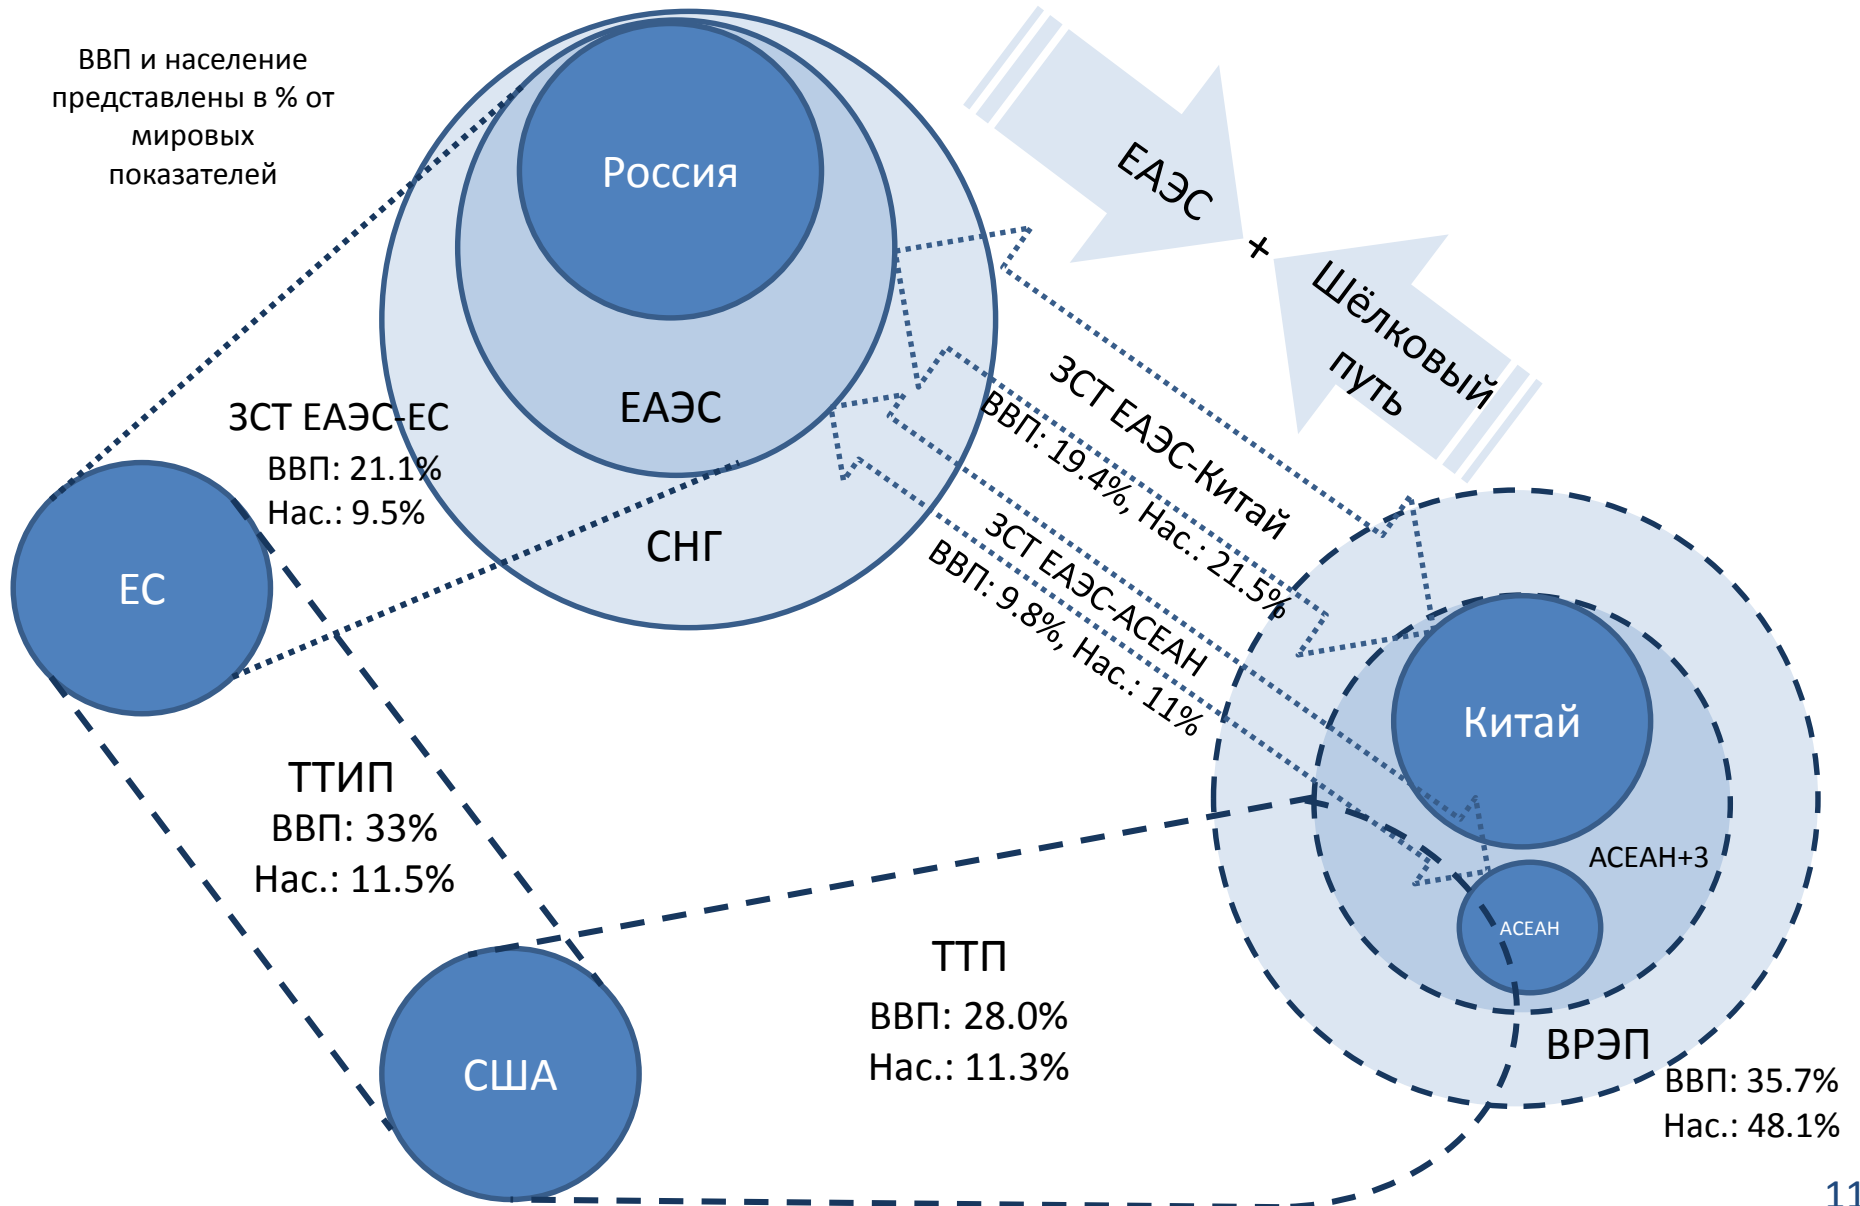 ВВП и население
представлены в % от
мировых
показателей
Россия
ЕАЭС
СНГ
ЕАЭС
+
Шёлковый
путь
ЗСТ ЕАЭС-ЕС
ВВП: 21.1%
Нас.: 9.5%
ЕС
ЗСТ ЕАЭС-Китай
ВВП: 19.4%, Нас.: 21.5%
ЗСТ ЕАЭС-АСЕАН
ВВП: 9.8%, Нас.: 11%
Китай
АСЕАН+3
АСЕАН
ВРЭП
ВВП: 35.7%
Нас.: 48.1%
ТТИП
ВВП: 33%
Нас.: 11.5%
США
ТТП
ВВП: 28.0%
Нас.: 11.3%
11